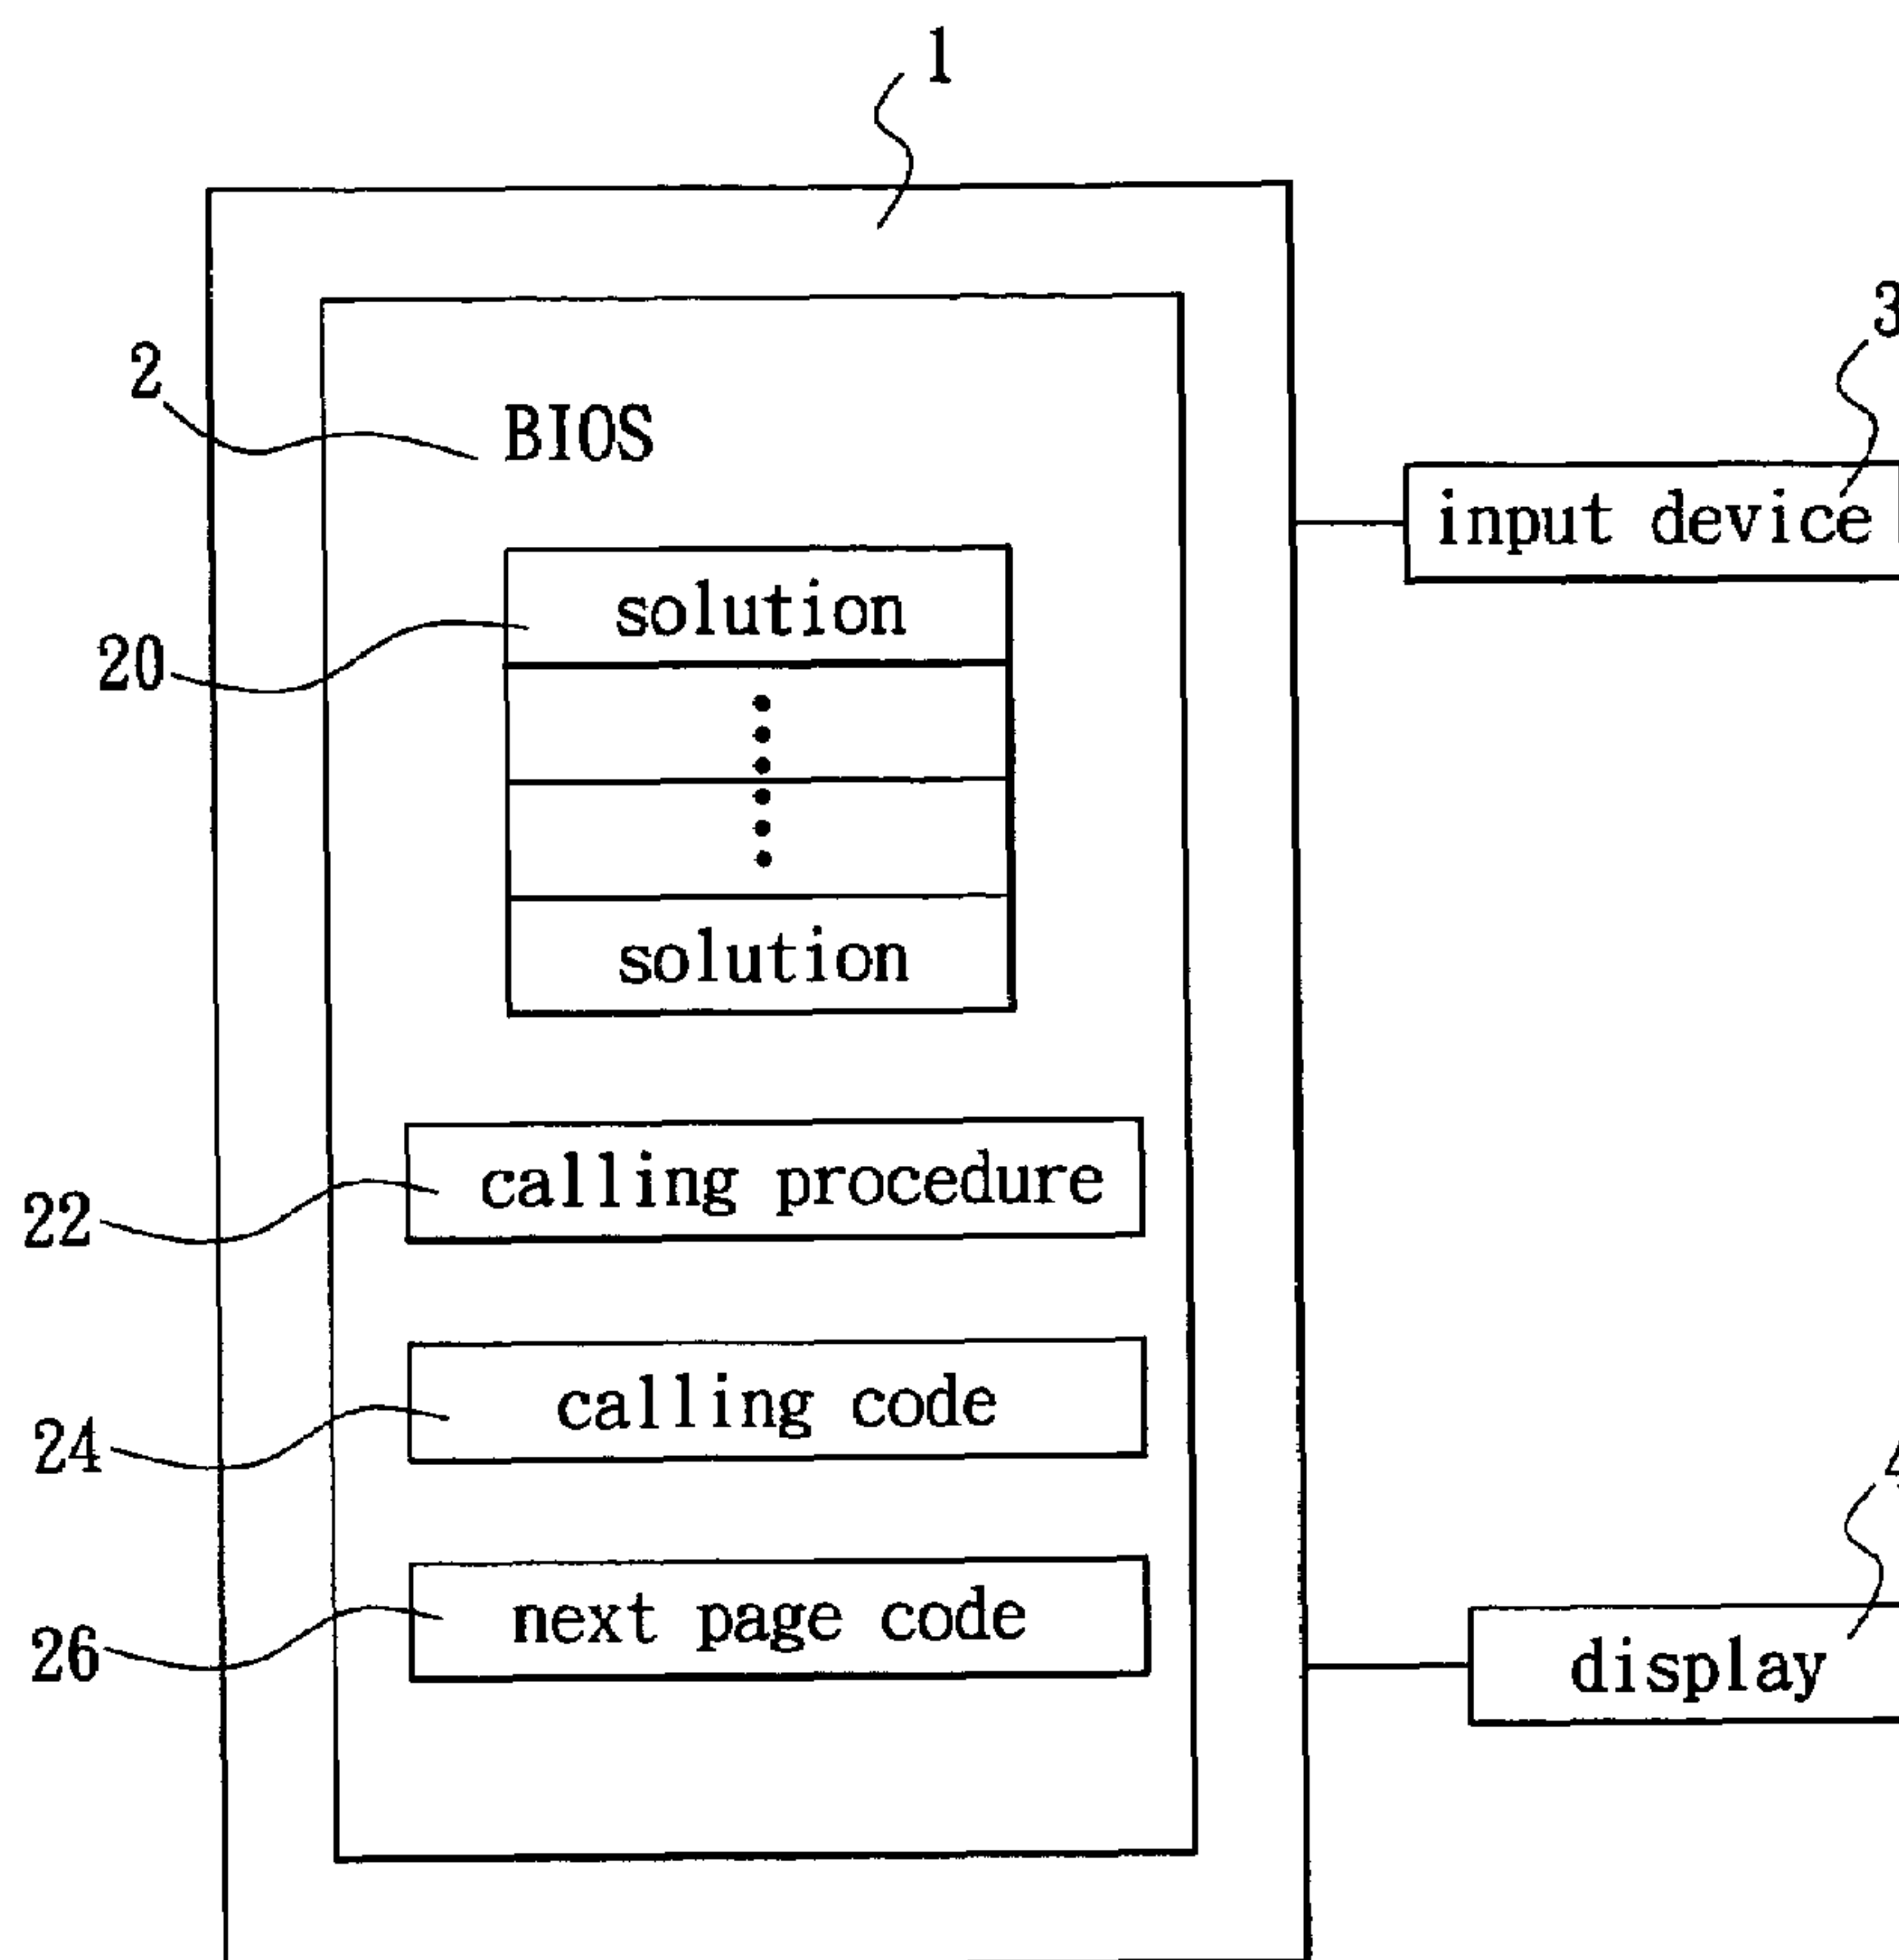 1
2
BIOS
3
input device
solution
20
solution
calling procedure
22
calling code
24
4
next page code
26
display